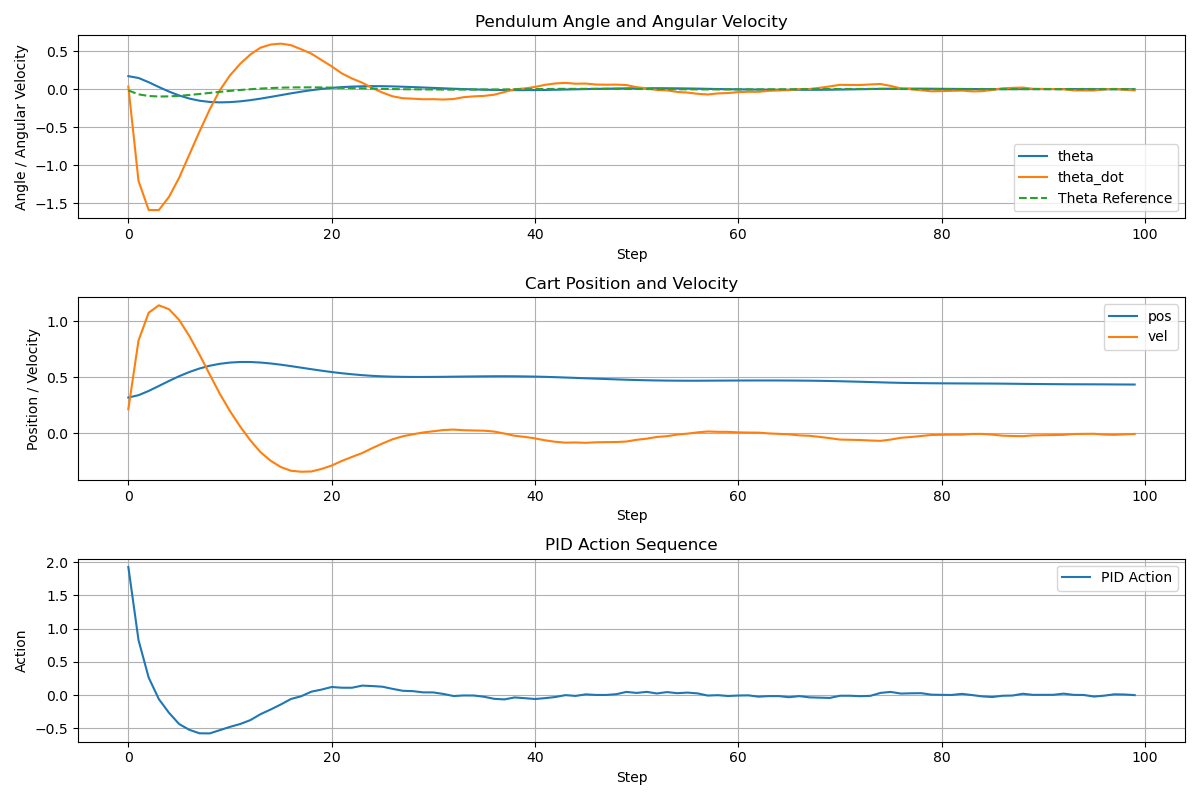 Pendulum Angle and Angular Velocity
Angle / Angular Velocity
0.5
0.0
−0.5
−1.0
−1.5
theta
theta_dot
Theta Reference
0 20 40 60 80 100
Step
Cart Position and Velocity
Position / Velocity
1.0
0.5
0.0
pos
vel
0 20 40 60 80 100
Step
PID Action Sequence
Action
2.0
1.5
1.0
0.5
0.0
−0.5
PID Action
0 20 40 60 80 100
Step